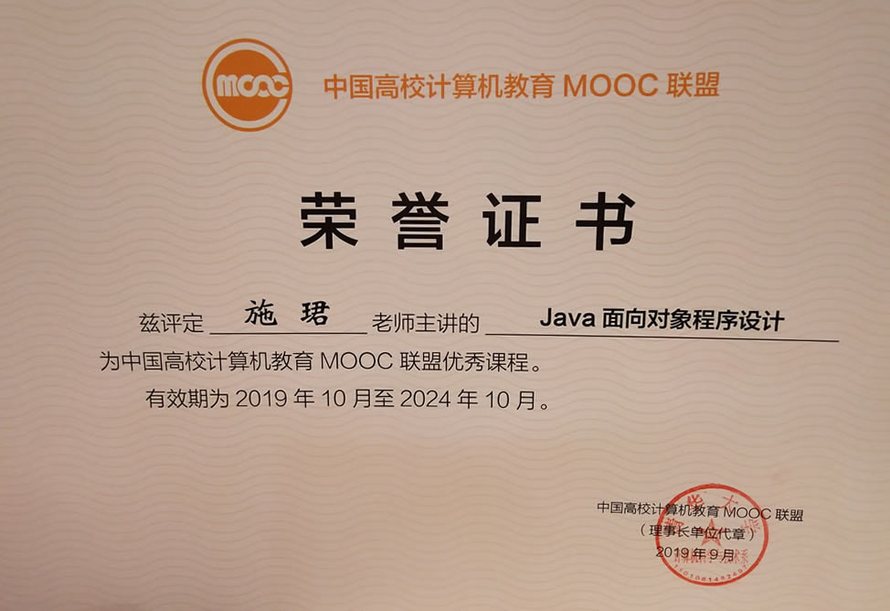 mooc
中国高校计算机教育 MOOC 联盟
荣誉证书
兹评定 施珺 老师主讲的 Java 面向对象程序设计
为中国高校计算机教育 MOOC 联盟优秀课程。
有效期为 2019 年 10 月至 2024 年 10 月。
中国高校计算机教育 MOOC 联盟
（理事长单位代章）
2019 年 9 月
清华大学